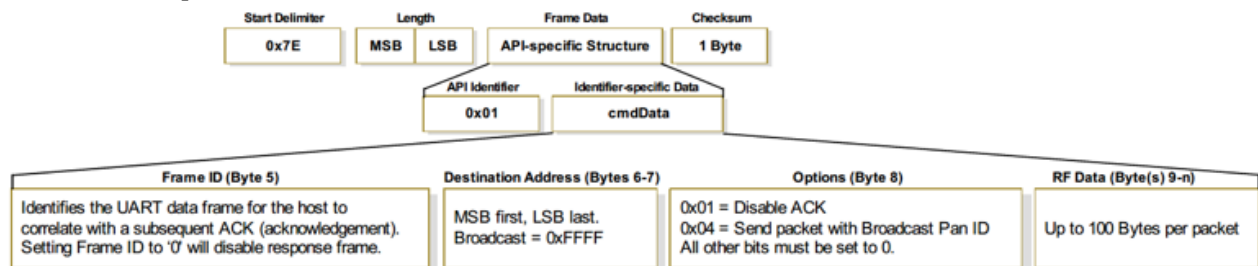 Start Delimiter Length Frame Data Checksum
0x7E MSB LSB API-specific Structure 1 Byte
API Identifier Identifier-specific Data
0x01 cmdData
Frame ID (Byte 5)
Identifies the UART data frame for the host to
correlate with a subsequent ACK (acknowledgement).
Setting Frame ID to '0' will disable response frame.
Destination Address (Bytes 6-7)
MSB first, LSB last.
Broadcast = 0xFFFF
Options (Byte 8)
0x01 = Disable ACK
0x04 = Send packet with Broadcast Pan ID
All other bits must be set to 0.
RF Data (Byte(s) 9-n)
Up to 100 Bytes per packet